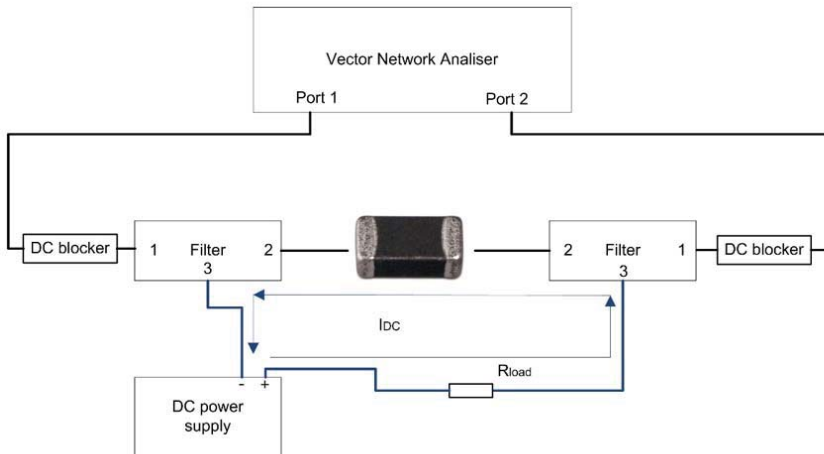 Vector Network Analiser
Port 1
Port 2
DC blocker
1
Filter
2
3
2
Filter
1
3
DC blocker
IDC
Rload
-
+
DC power
supply